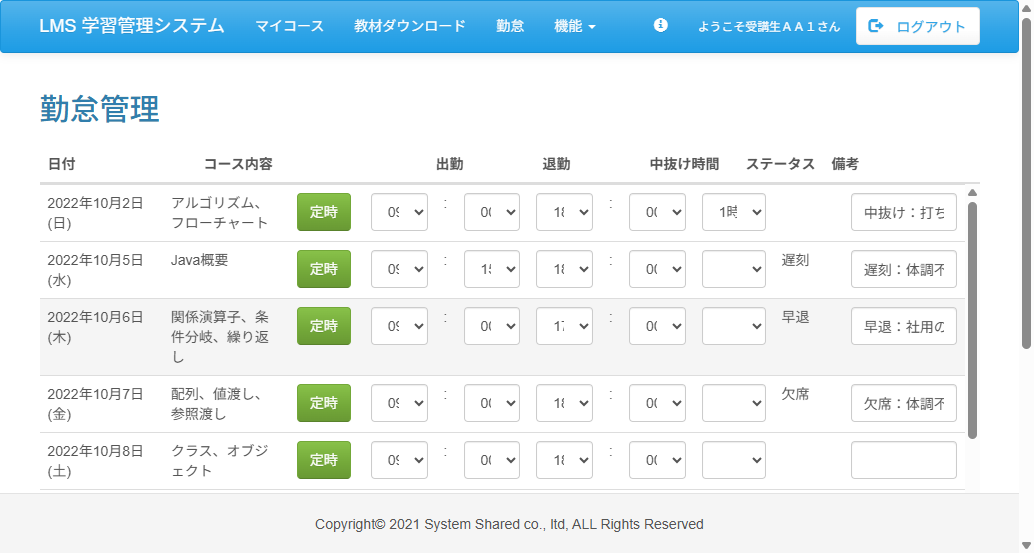 LMS 学習管理システム マイコース 教材ダウンロード 勤怠 機能 ようこそ受講生ＡＡ１さん ログアウト
勤怠管理
日付 コース内容 出勤 退勤 中抜け時間 ステータス 備考
2022年10月2日 アルゴリズム、 定時 09 : 00 18 : 00 1時 中抜け：打ち
(日) フローチャート
2022年10月5日 Java概要 定時 09 : 15 18 : 00 遅刻 遅刻：体調不
(水)
2022年10月6日 関係演算子、条 定時 09 : 00 17 : 00 早退 早退：社用の
(木) 件分岐、繰り返
し
2022年10月7日 配列、値渡し、 定時 09 : 00 18 : 00 欠席 欠席：体調不
(金) 参照渡し
2022年10月8日 クラス、オブジ 定時 09 : 00 18 : 00
(土) ェクト
Copyright© 2021 System Shared co., ltd, ALL Rights Reserved